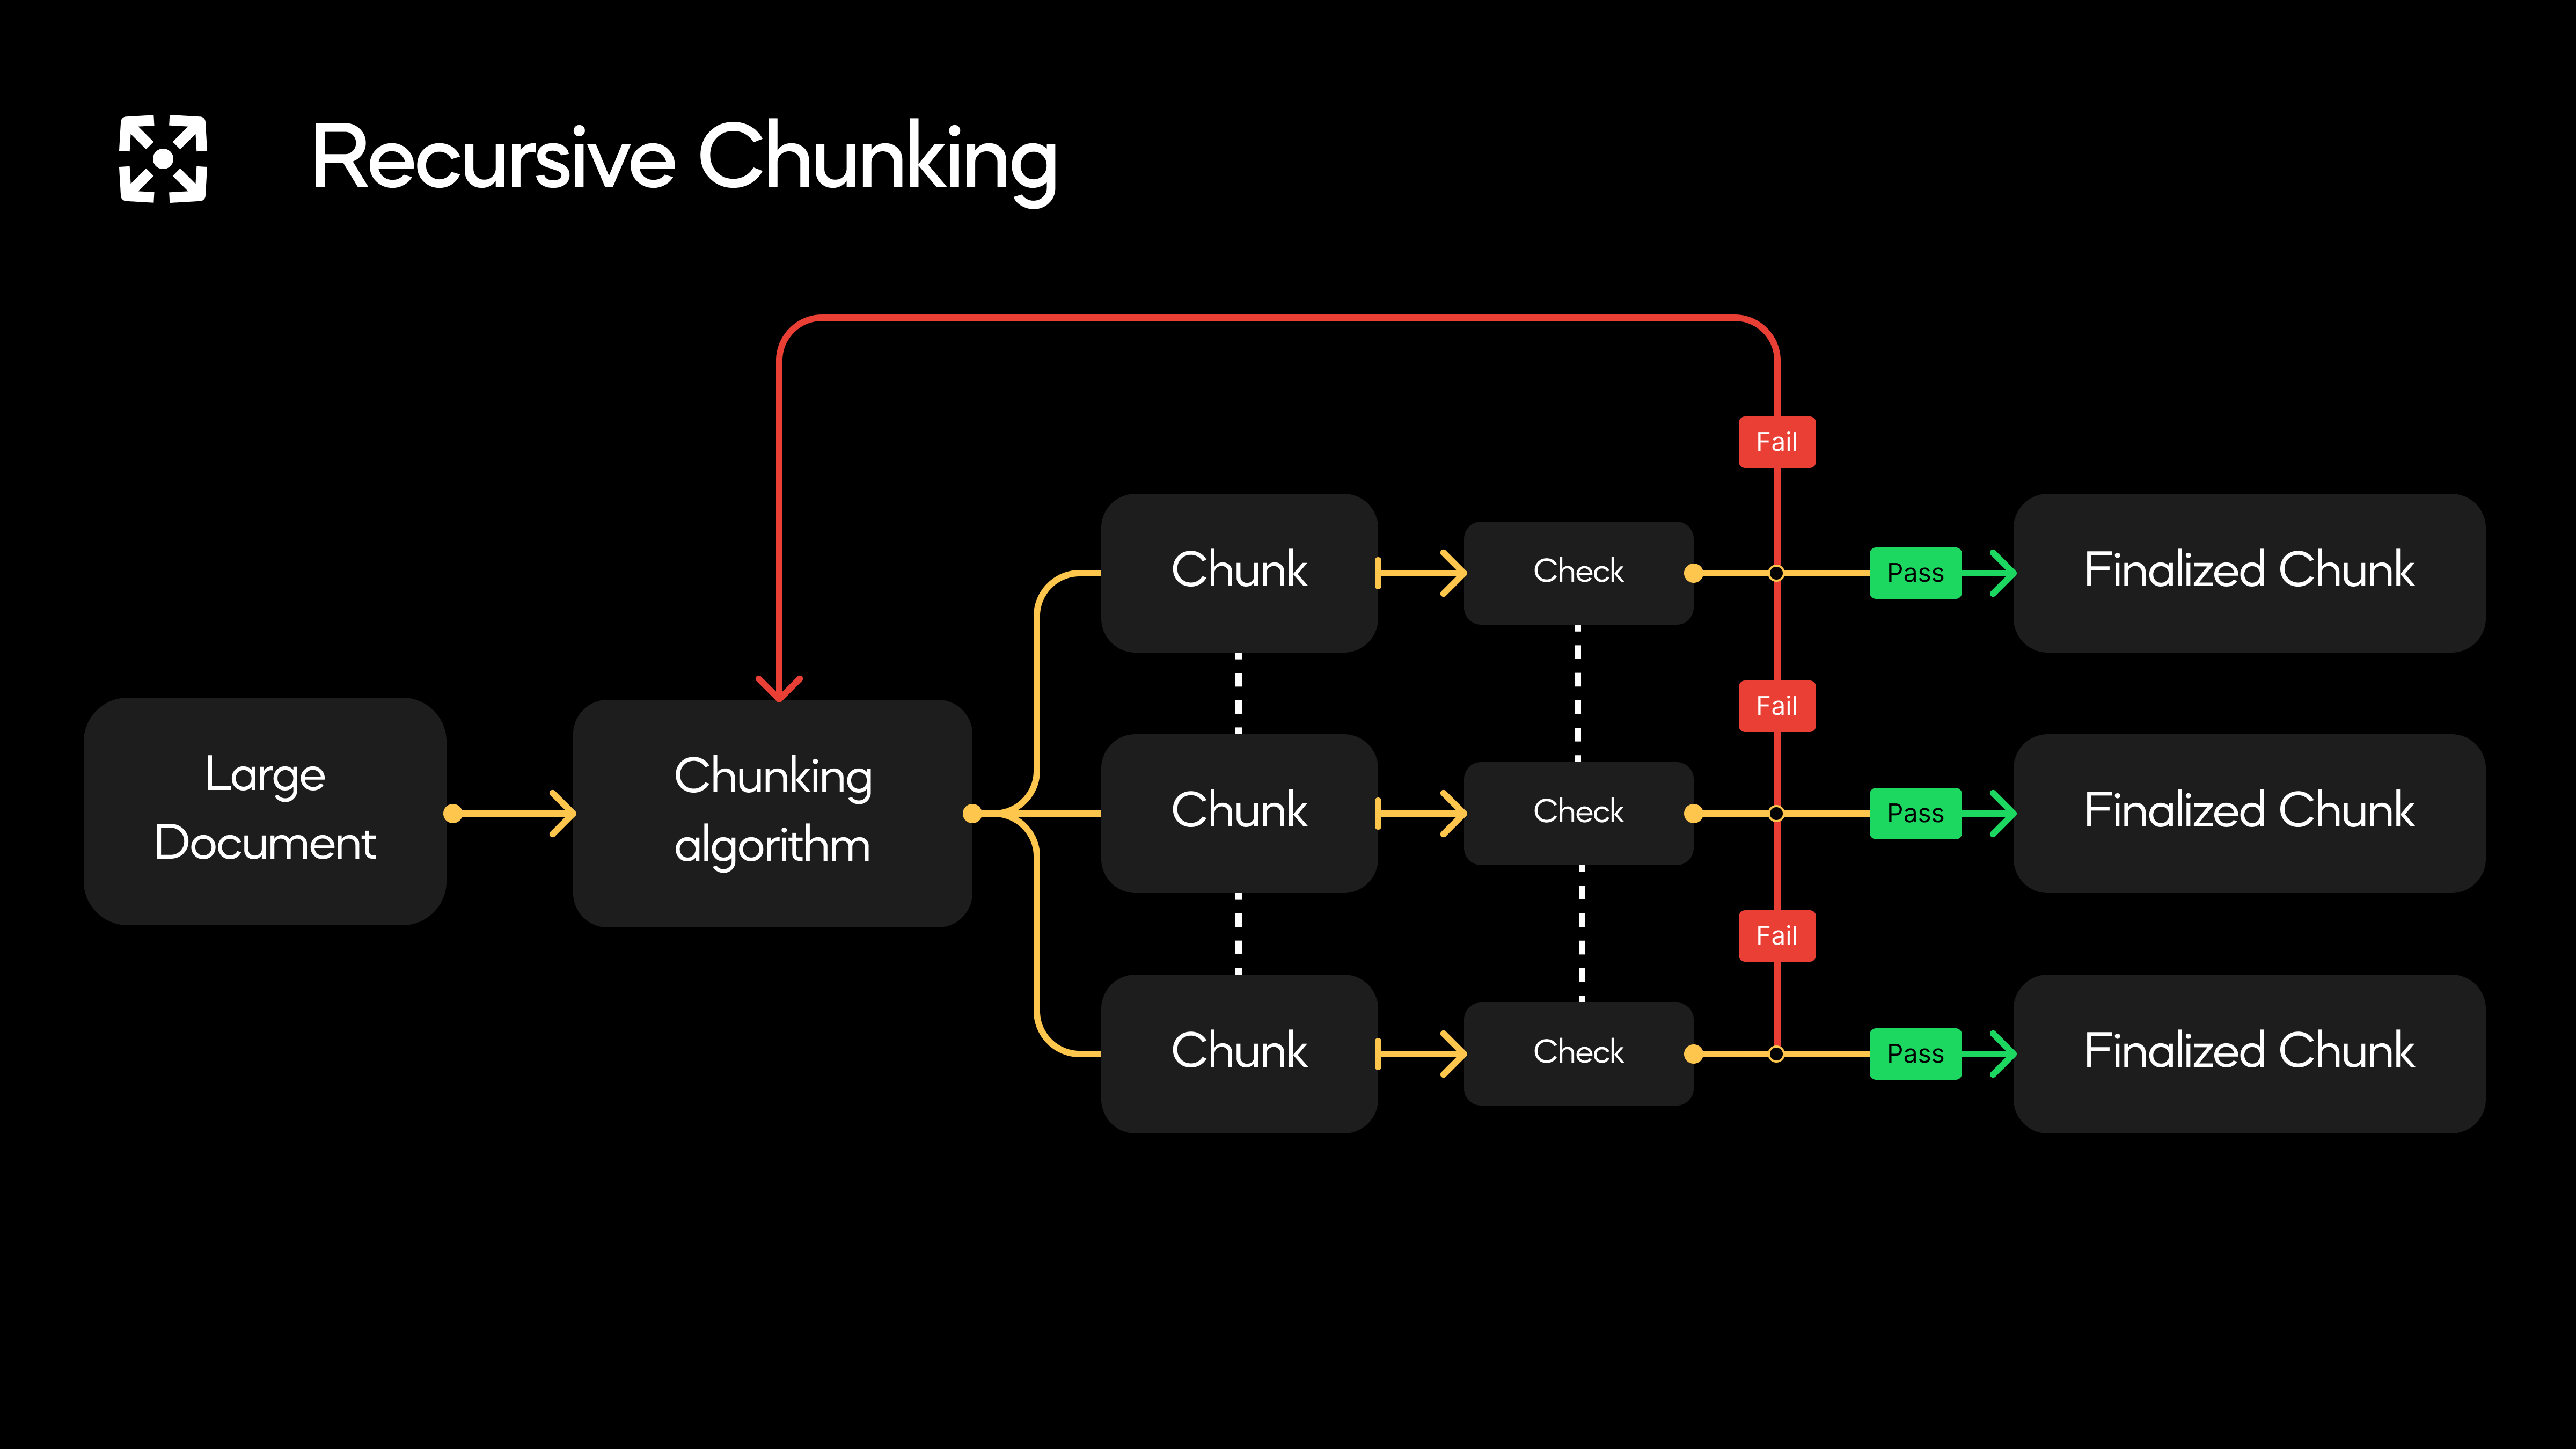 Recursive Chunking
Fail
Chunk
Check
Pass
Finalized Chunk
Fail
Large
Document
Chunking
algorithm
Chunk
Check
Pass
Finalized Chunk
Fail
Chunk
Check
Pass
Finalized Chunk